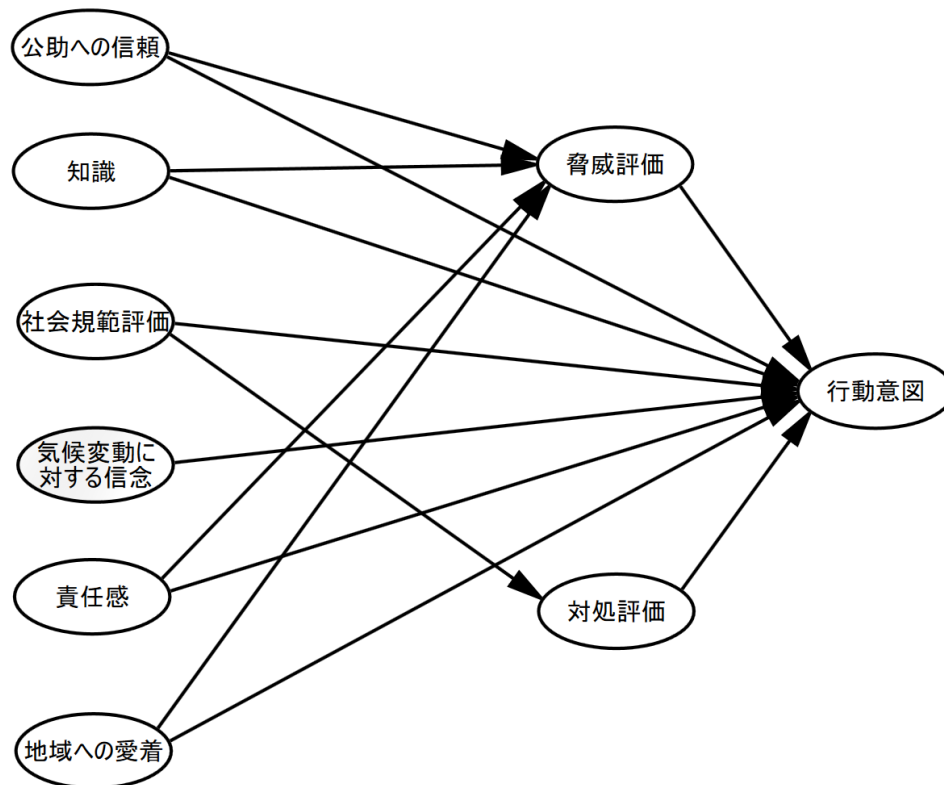 公助への信頼
知識
社会規範評価
気候変動に
対する信念
責任感
地域への愛着
脅威評価
対処評価
行動意図